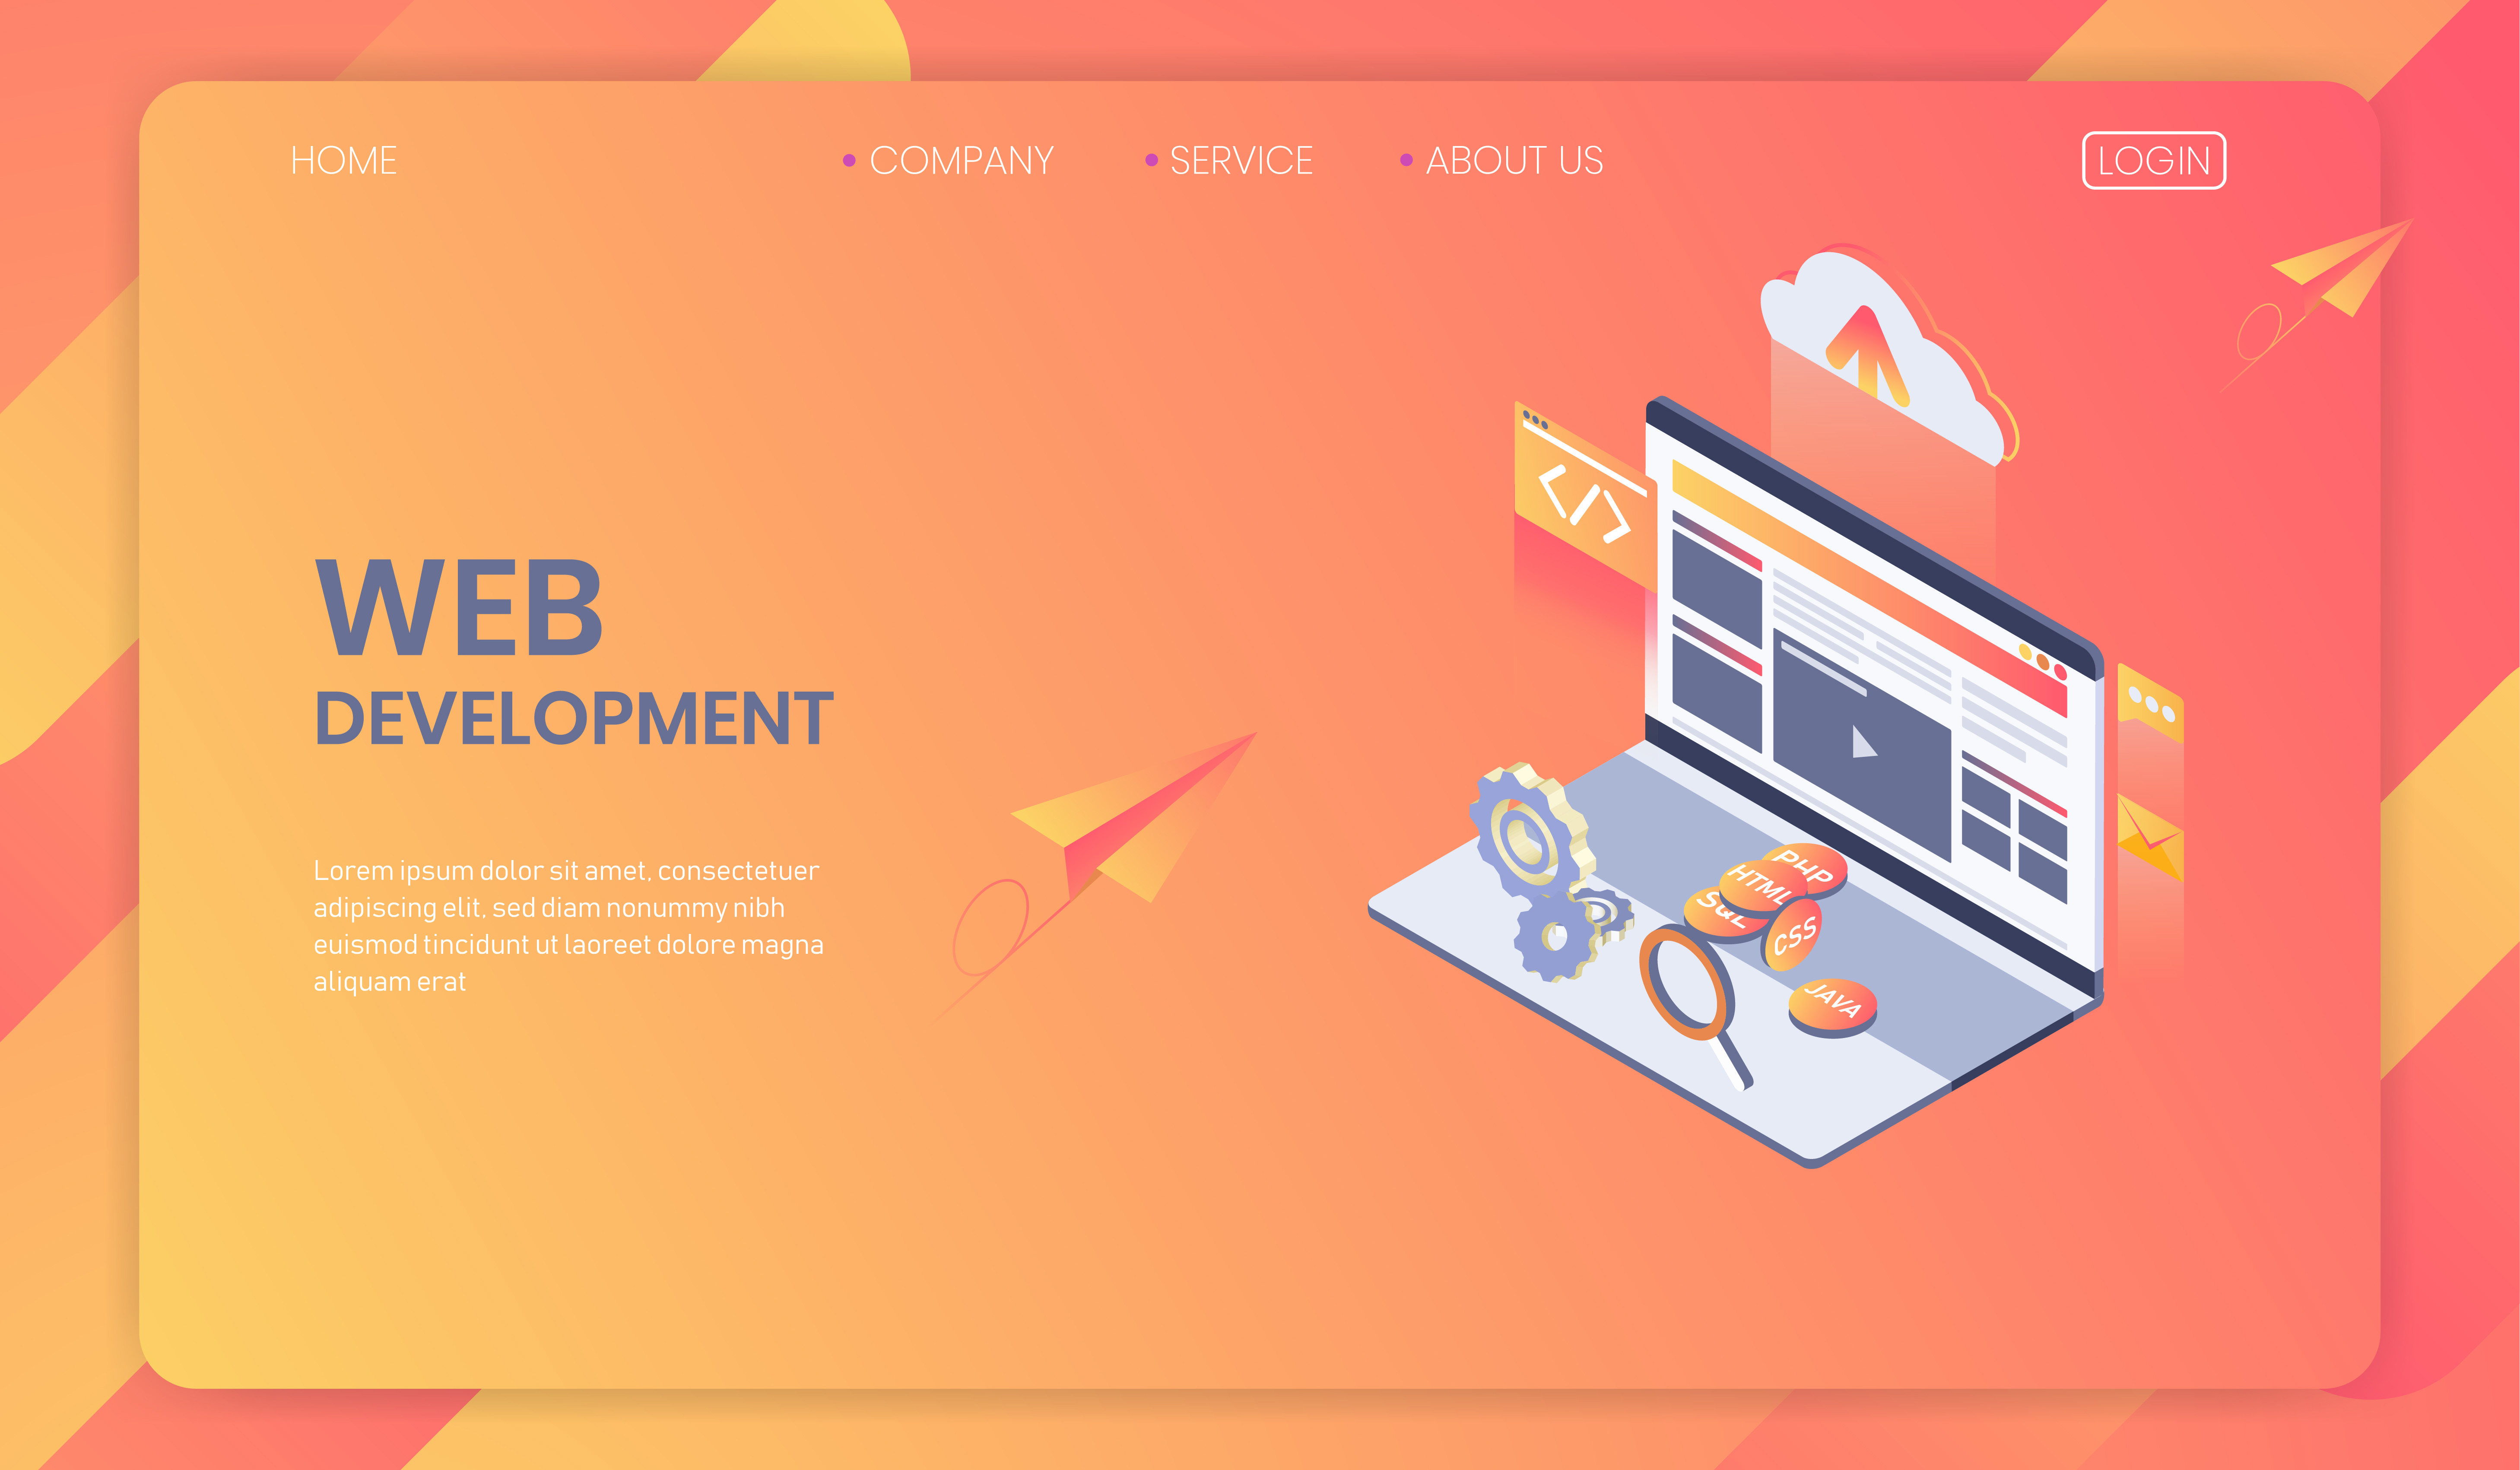 HOME
COMPANY
SERVICE
ABOUT US
LOGIN
</>
WEB
DEVELOPMENT
Lorem ipsum dolor sit amet, consectetuer
adipiscing elit, sed diam nonummy nibh
euismod tincidunt ut laoreet dolore magna
aliquam erat
PHP
HTML
SQL
CSS
JAVA